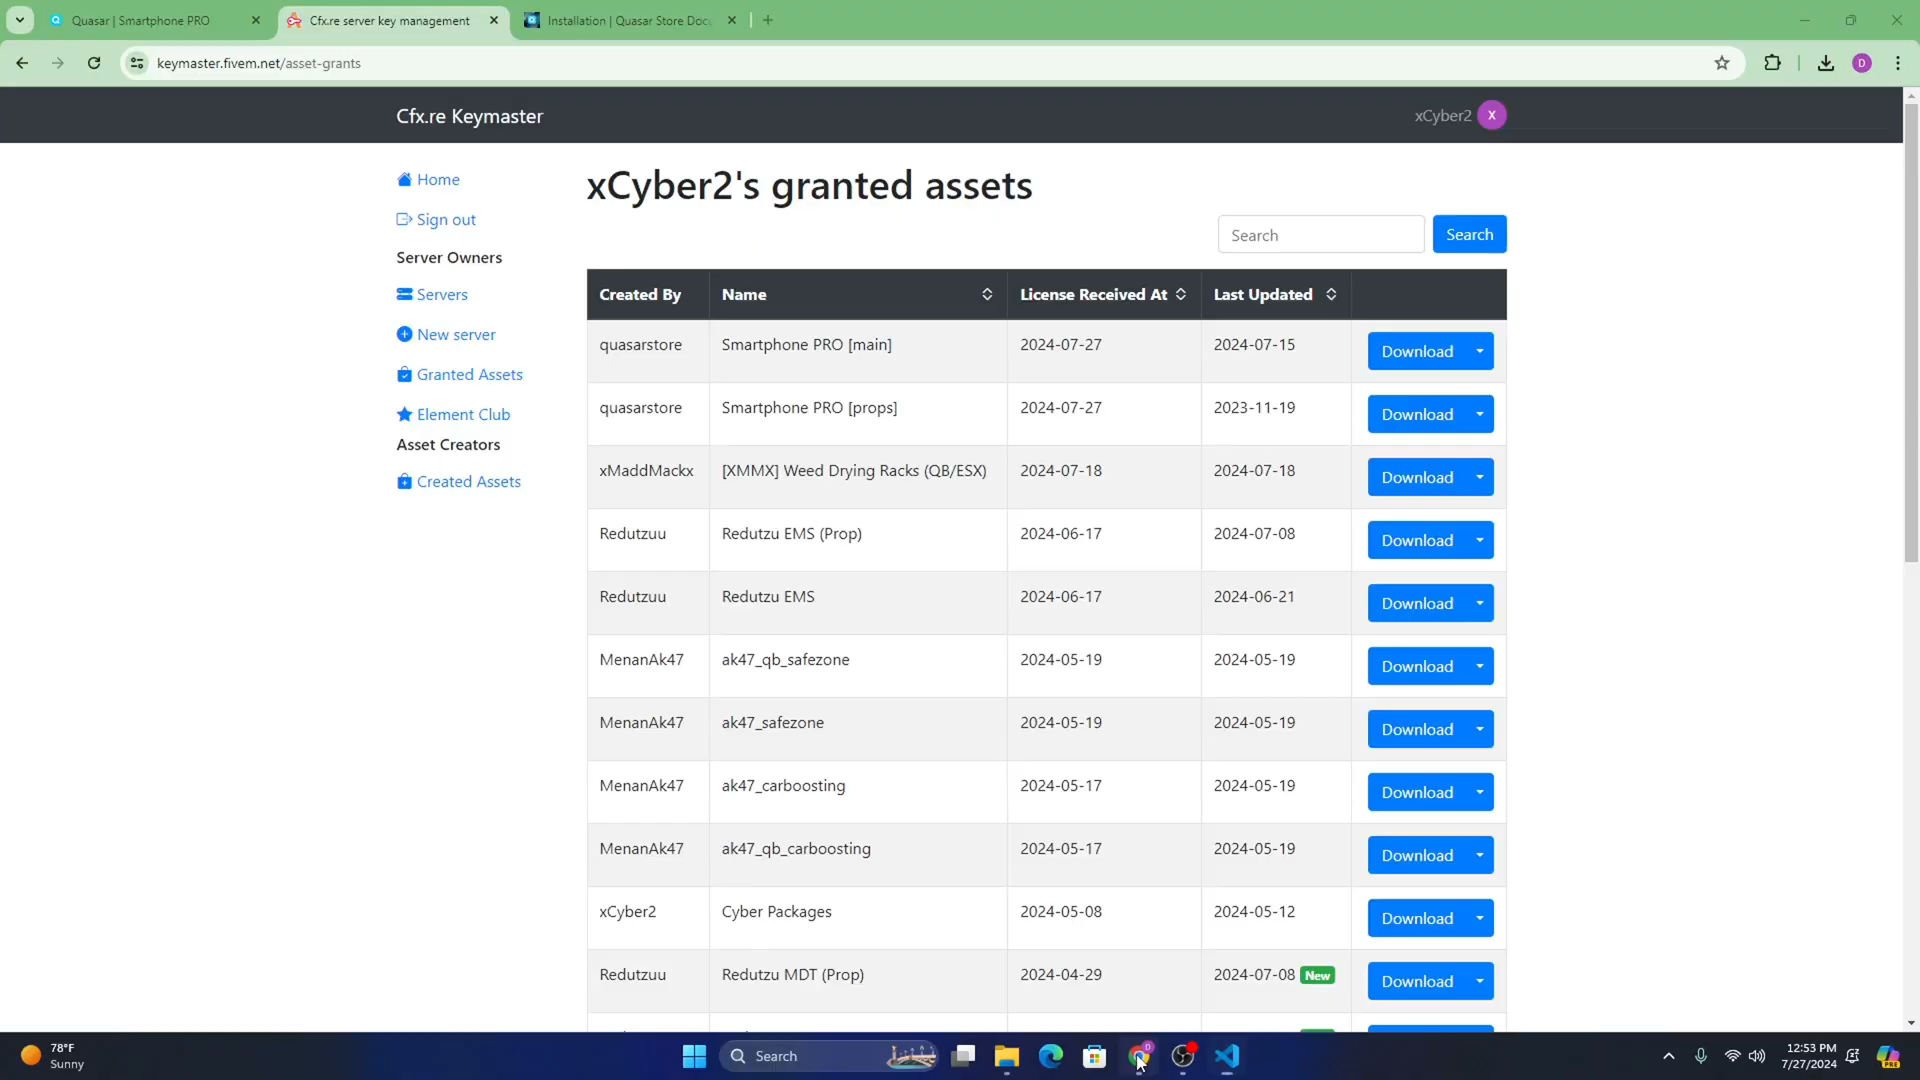 Quasar | Smartphone PRO
Cfx.re server key management
Installation | Quasar Store Docu
keymaster.fivem.net/asset-grants
D
Cfx.re Keymaster
xCyber2 X
Home
Sign out
Server Owners
Servers
New server
Granted Assets
Element Club
Asset Creators
Created Assets
xCyber2's granted assets
Search Search
Created By Name License Received At Last Updated
quasarstore Smartphone PRO [main] 2024-07-27 2024-07-15 Download
quasarstore Smartphone PRO [props] 2024-07-27 2023-11-19 Download
xMaddMackx [XMMX] Weed Drying Racks (QB/ESX) 2024-07-18 2024-07-18 Download
Redutzuu Redutzu EMS (Prop) 2024-06-17 2024-07-08 Download
Redutzuu Redutzu EMS 2024-06-17 2024-06-21 Download
MenanAk47 ak47_qb_safezone 2024-05-19 2024-05-19 Download
MenanAk47 ak47_safezone 2024-05-19 2024-05-19 Download
MenanAk47 ak47_carboosting 2024-05-17 2024-05-19 Download
MenanAk47 ak47_qb_carboosting 2024-05-17 2024-05-19 Download
xCyber2 Cyber Packages 2024-05-08 2024-05-12 Download
Redutzuu Redutzu MDT (Prop) 2024-04-29 2024-07-08 New Download
78°F
Sunny
Search
D
12:53 PM
7/27/2024
PRE